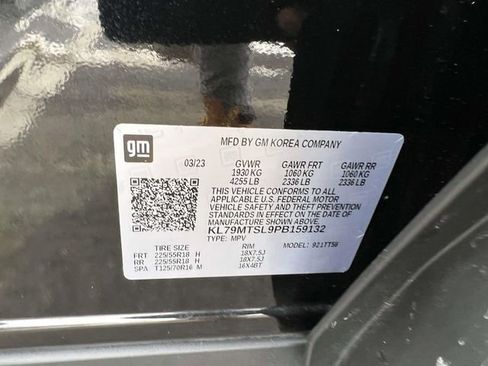 gm
MFD BY GM KOREA COMPANY
03/23 GVWR GAWR FRT GAWR RR
1930 KG 1060 KG 1060 KG
4255 LB 2336 LB 2336 LB
THIS VEHICLE CONFORMS TO ALL
APPLICABLE U.S. FEDERAL MOTOR
VEHICLE SAFETY AND THEFT PREVENTION
STANDARDS IN EFFECT ON THE DATE OF
MANUFACTURE SHOWN ABOVE.
KL79MTSL9PB159132
TYPE: MPV MODEL: 9211TT58
TIRE SIZE RIM
FRT 225/55R18 H 18X7.5J
RR 225/55R18 H 18X7.5J
SPA T125/70R16 M 16X4BT